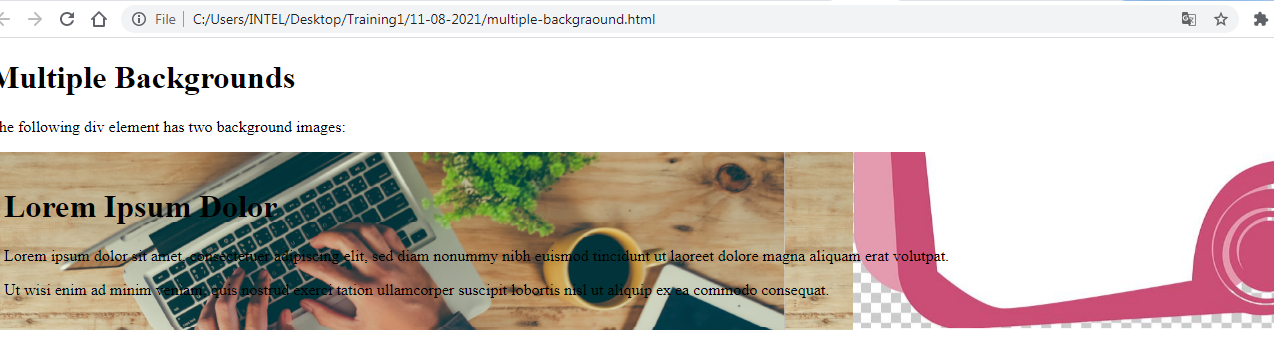 File | C:/Users/INTEL/Desktop/Training1/11-08-2021/multiple-backgraound.html
Multiple Backgrounds
he following div element has two background images:
Lorem Ipsum Dolor
Lorem ipsum dolor sit amet, consectetuer adipiscing elit, sed diam nonummy nibh euismod tincidunt ut laoreet dolore magna aliquam erat volutpat.
Ut wisi enim ad minim veniam, quis nostrud exerci tation ullamcorper suscipit lobortis nisl ut aliquip ex ea commodo consequat.